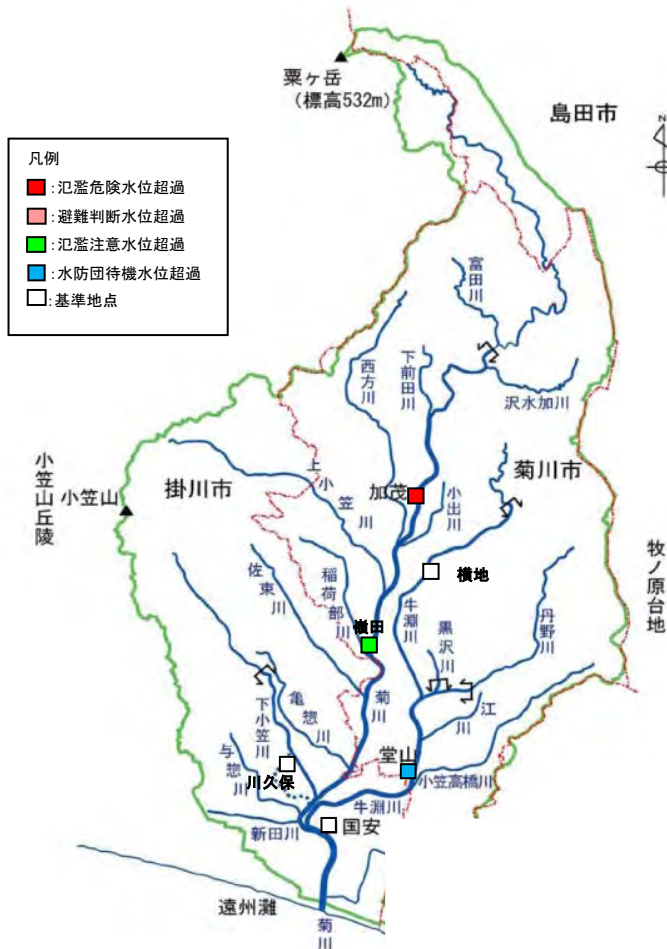 粟ヶ岳
(標高532m)
島田市
z
凡例
:氾濫危険水位超過
:避難判断水位超過
:氾濫注意水位超過
:水防団待機水位超過
:基準地点
富田川
下前田川
西方川
沢水加川
菊川市
小笠山丘陵
小笠山
掛川市
上小笠川
加茂
小出川
横地
牧ノ原台地
佐東川
稲荷部川
嶺田
牛淵川
黒沢川
丹野川
菊川
江川
下小笠川
亀惣川
与惣川
川久保
堂山
小笠高橋川
牛淵川
新田川
国安
遠州灘
菊川